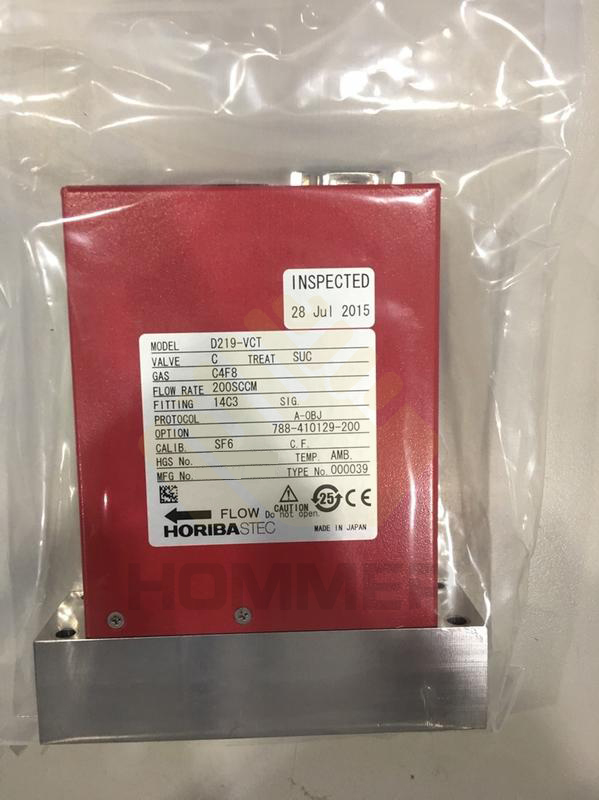 INSPECTED
28 Jul 2015
MODEL D219-VCT
VALVE C TREAT SUC
GAS C4F8
FLOW RATE 200SCCM
FITTING 14C3 SIG.
PROTOCOL A-0BJ
OPTION 788-410129-200
CALIB. SF6 C.F.
HGS No. TEMP. AMB.
MFG No. TYPE No. 000039
FLOW CAUTION 25 CE
Do not open.
HORIBASTEC MADE IN JAPAN
HOMMER